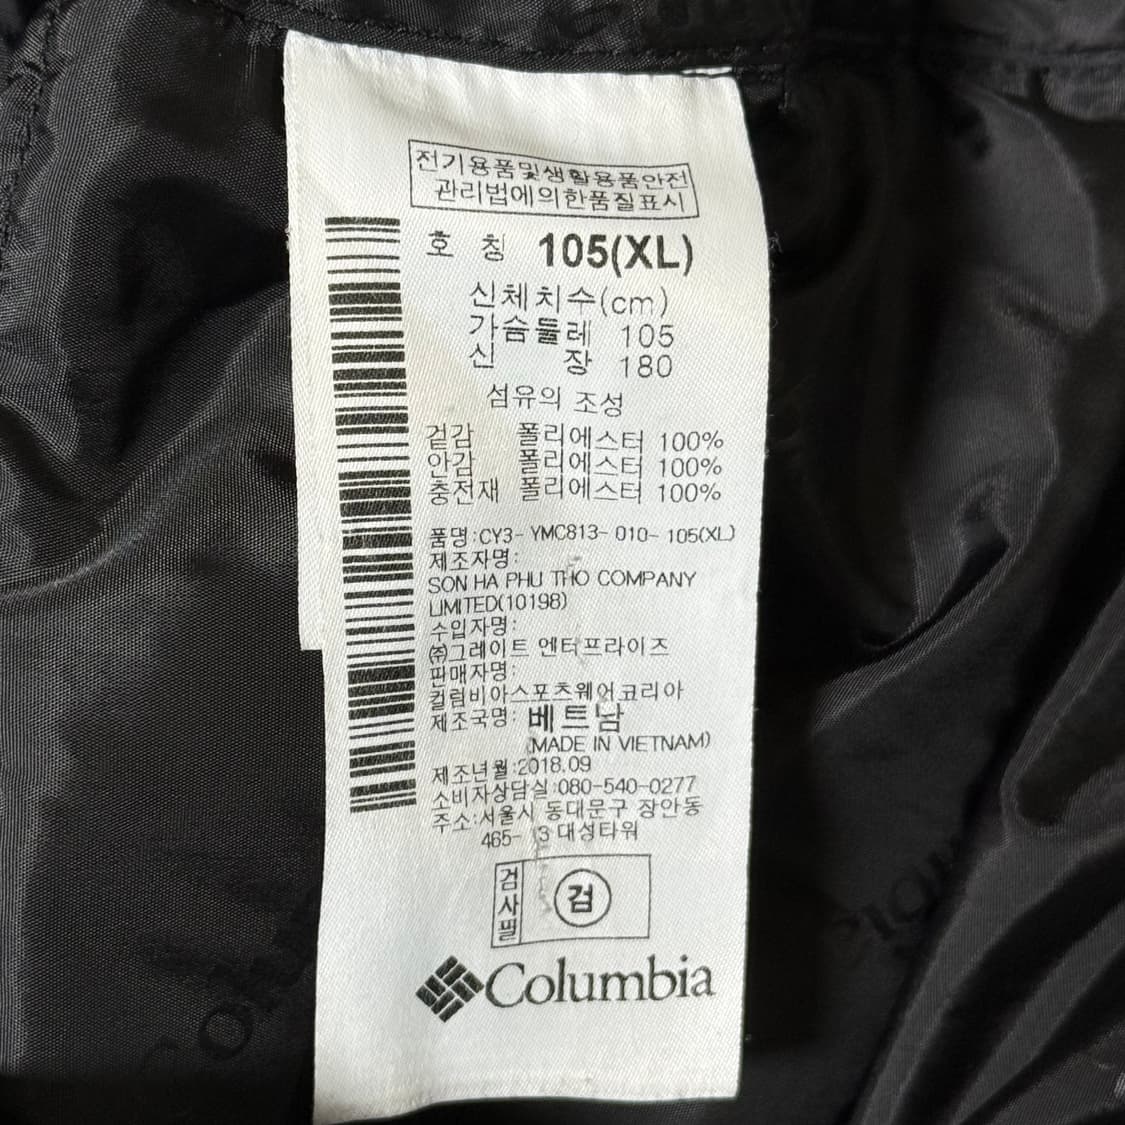 전기용품및생활용품안전
관리법에의한품질표시
호 칭 105(XL)
신체치수(cm)
가슴둘레 105
신 장 180
섬유의 조성
겉감 폴리에스터 100%
안감 폴리에스터 100%
충전재 폴리에스터 100%
품명:CY3-YMC813-010-105(XL)
제조자명:
SON HA PHU THO COMPANY
LIMITED(10198)
수입자명:
㈜그레이트 엔터프라이즈
판매자명:
컬럼비아스포츠웨어코리아
제조국명: 베트남
(MADE IN VIETNAM)
제조년월:2018.09
소비자상담실:080-540-0277
주소:서울시 동대문구 장안동
465- 3 대성타워
검사필
검
Columbia